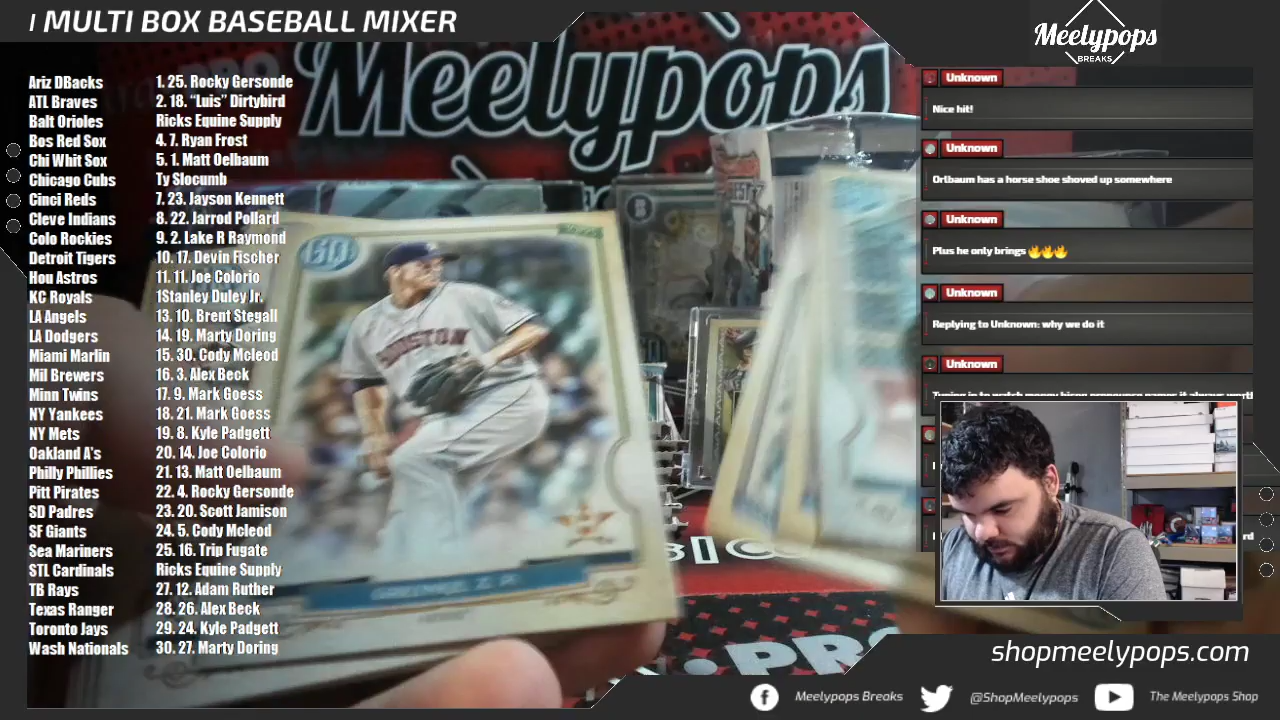 MULTI BOX BASEBALL MIXER
Meelypops
BREAKS
Meelypops
Ariz DBacks 1. 25. Rocky Gersonde
ATL Braves 2. 18. “Luis” Dirtybird
Balt Orioles Ricks Equine Supply
Bos Red Sox 4. 7. Ryan Frost
Chi Whit Sox 5. 1. Matt Oelbaum
Chicago Cubs Ty Slocumb
Cinci Reds 7. 23. Jayson Kennett
Cleve Indians 8. 22. Jarrod Pollard
Colo Rockies 9. 2. Lake R Raymond
Detroit Tigers 10. 17. Devin Fischer
Hou Astros 11. 11. Joe Colorio
KC Royals 1Stanley Duley Jr.
LA Angels 13. 10. Brent Stegall
LA Dodgers 14. 19. Marty Doring
Miami Marlin 15. 30. Cody Mcleod
Mil Brewers 16. 3. Alex Beck
Minn Twins 17. 9. Mark Goess
NY Yankees 18. 21. Mark Goess
NY Mets 19. 8. Kyle Padgett
Oakland A's 20. 14. Joe Colorio
Philly Phillies 21. 13. Matt Oelbaum
Pitt Pirates 22. 4. Rocky Gersonde
SD Padres 23. 20. Scott Jamison
SF Giants 24. 5. Cody Mcleod
Sea Mariners 25. 16. Trip Fugate
STL Cardinals Ricks Equine Supply
TB Rays 27. 12. Adam Ruther
Texas Ranger 28. 26. Alex Beck
Toronto Jays 29. 24. Kyle Padgett
Wash Nationals 30. 27. Marty Doring
HOUSTON
Unknown
Nice hit!
Unknown
Orlbaum has a horse shoe shoved up somewhere
Unknown
Plus he only brings 🔥🔥🔥
Unknown
Replying to Unknown: why we do it
Unknown
shopmeelypops.com
Meelypops Breaks
@ShopMeelypops
The Meelypops Shop